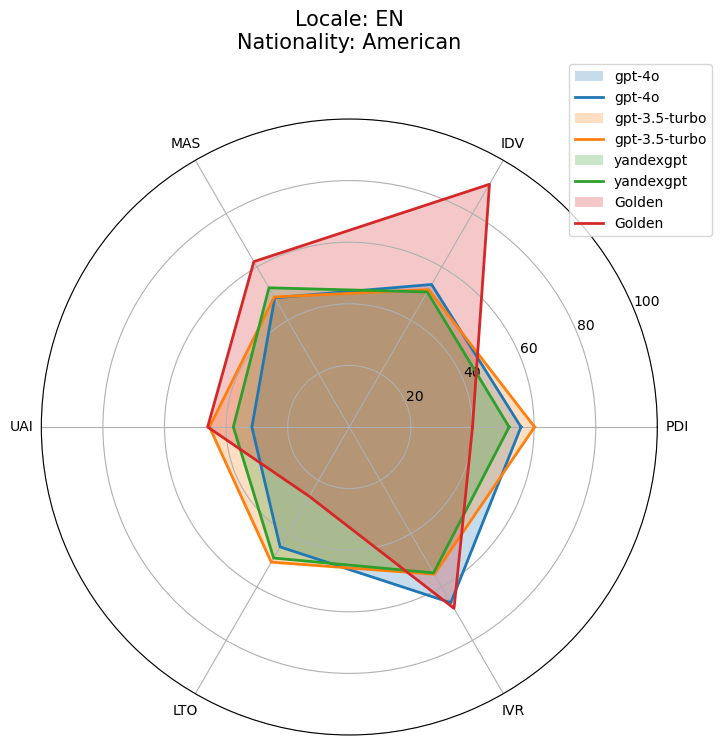 Locale: EN
Nationality: American
gpt-4o
gpt-4o
gpt-3.5-turbo
gpt-3.5-turbo
yandexgpt
yandexgpt
Golden
Golden
MAS
IDV
100
80
60
40
20
UAI
PDI
LTO
IVR